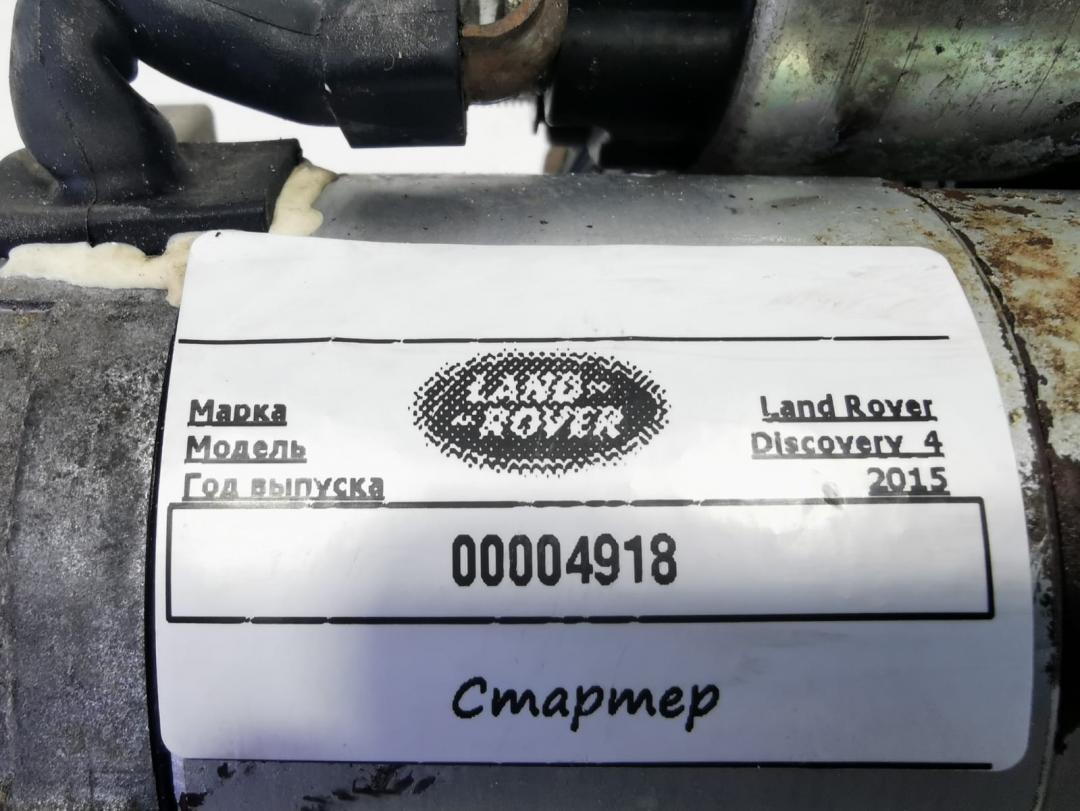 LAND-
-ROVER
Марка Land Rover
Модель Discovery 4
Год выпуска 2015
00004918
Стартер